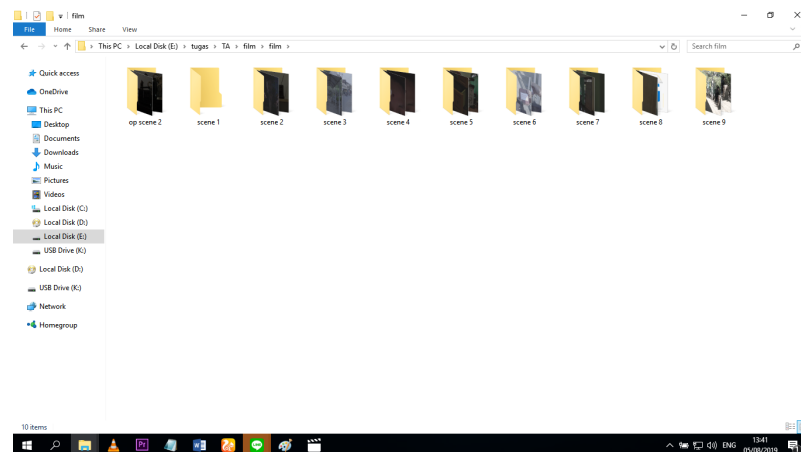 film
File Home Share View
This PC > Local Disk (E:) > tugas > TA > film > film >
Search film
Quick access
OneDrive
This PC
Desktop
Documents
Downloads
Music
Pictures
Videos
Local Disk (C:)
Local Disk (D:)
Local Disk (E:)
USB Drive (K:)
Local Disk (D:)
USB Drive (K:)
Network
Homegroup
op scene 2 scene 1 scene 2 scene 3 scene 4 scene 5 scene 6 scene 7 scene 8 scene 9
10 items
Pr
W
LINE
ENG
13:41
05/08/2019